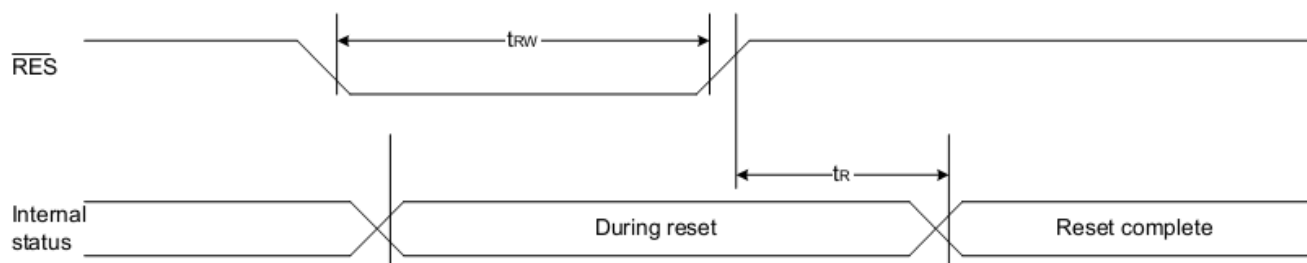 tRW
RES
tR
Internal
status
During reset
Reset complete